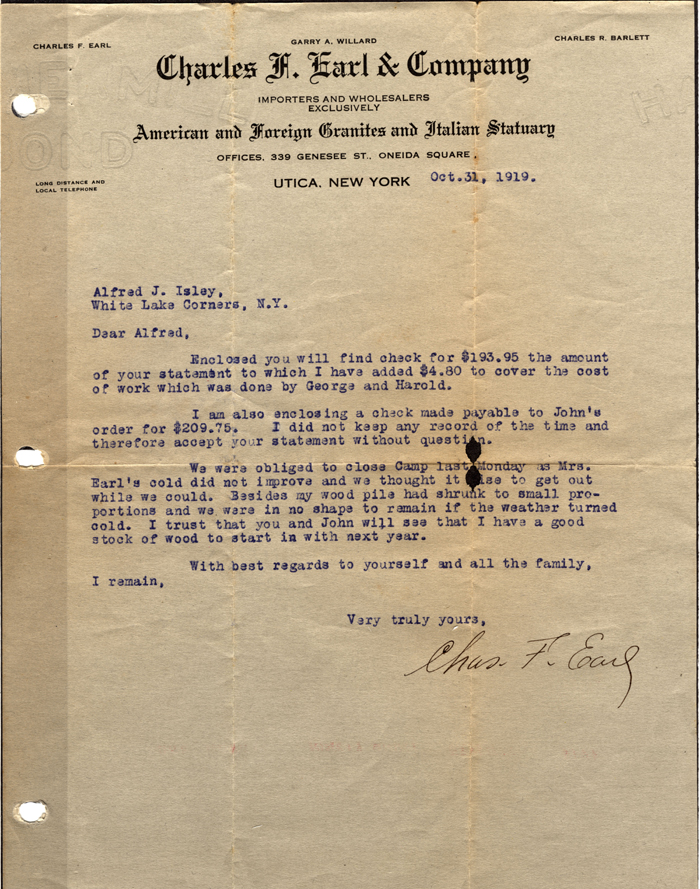 CHARLES F. EARL
GARRY A. WILLARD
CHARLES R. BARLETT
Charles F. Earl & Company
IMPORTERS AND WHOLESALERS
EXCLUSIVELY
American and Foreign Granites and Italian Statuary
OFFICES, 339 GENESEE ST., ONEIDA SQUARE,
LONG DISTANCE AND
LOCAL TELEPHONE
UTICA, NEW YORK Oct.31, 1919.
Alfred J. Isley,
White Lake Corners, N.Y.
Dear Alfred,
Enclosed you will find check for $193.95 the amount
of your statement to which I have added $4.80 to cover the cost
of work which was done by George and Harold.
I am also enclosing a check made payable to John's
order for $209.75. I did not keep any record of the time and
therefore accept your statement without question.
We were obliged to close Camp last Monday as Mrs.
Earl's cold did not improve and we thought it ise to get out
while we could. Besides my wood pile had shrunk to small pro-
portions and we were in no shape to remain if the weather turned
cold. I trust that you and John will see that I have a good
stock of wood to start in with next year.
With best regards to yourself and all the family,
I remain,
Very truly yours,
Chas. F. Earl